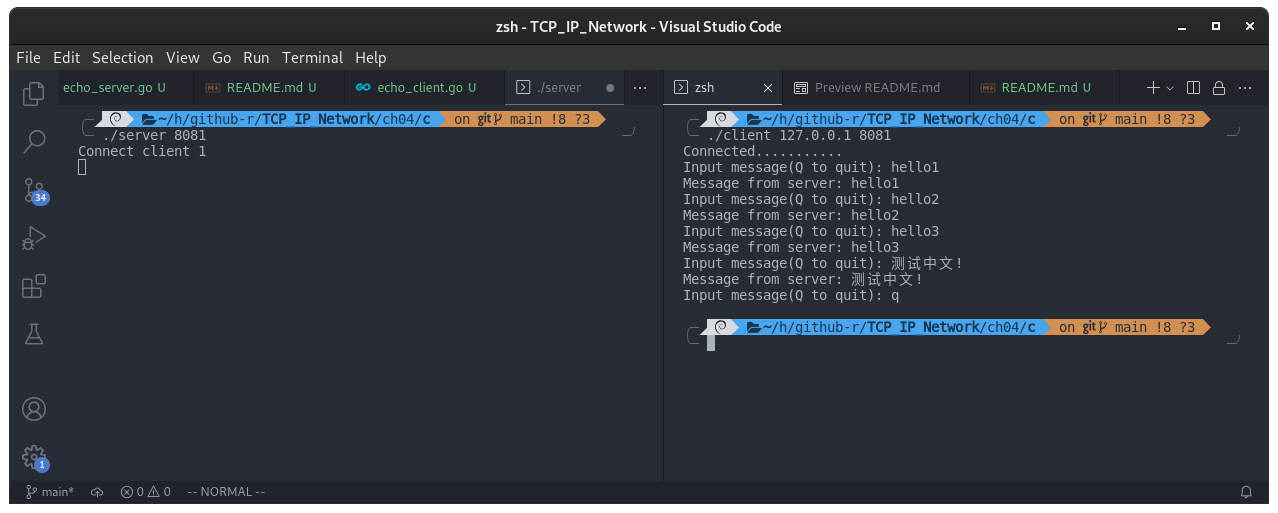 zsh - TCP_IP_Network - Visual Studio Code
File Edit Selection View Go Run Terminal Help
echo_server.go U README.md U echo_client.go U ./server ···
zsh Preview README.md README.md U ···
~/h/github-r/TCP_IP_Network/ch04/c on git main !8 ?3
./server 8081
Connect client 1
~/h/github-r/TCP_IP_Network/ch04/c on git main !8 ?3
./client 127.0.0.1 8081
Connected...........
Input message(Q to quit): hello1
Message from server: hello1
Input message(Q to quit): hello2
Message from server: hello2
Input message(Q to quit): hello3
Message from server: hello3
Input message(Q to quit): 测试中文!
Message from server: 测试中文!
Input message(Q to quit): q
~/h/github-r/TCP_IP_Network/ch04/c on git main !8 ?3
34
1
main* 0 0 -- NORMAL --